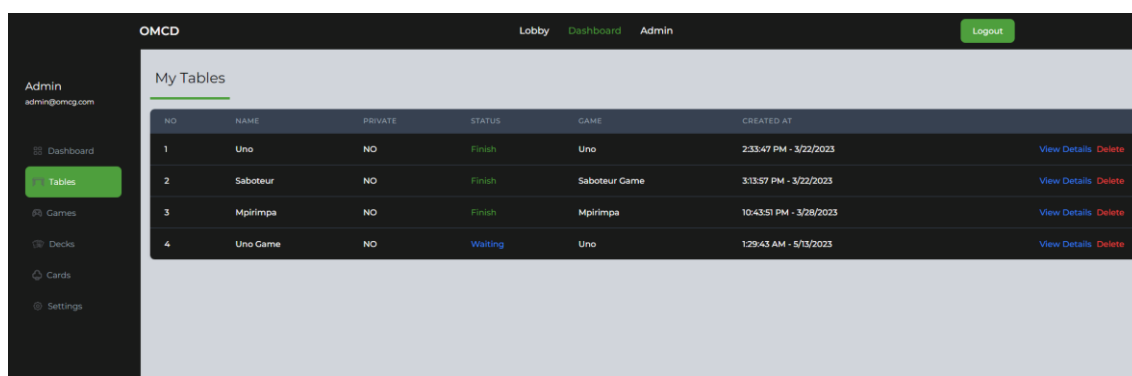 OMCD Lobby Dashboard Admin Logout
Admin
admin@omcg.com
Dashboard
Tables
Games
Decks
Cards
Settings
My Tables
NO NAME PRIVATE STATUS GAME CREATED AT
1 Uno NO Finish Uno 2:33:47 PM - 3/22/2023 View Details Delete
2 Saboteur NO Finish Saboteur Game 3:13:57 PM - 3/22/2023 View Details Delete
3 Mpirimpa NO Finish Mpirimpa 10:43:51 PM - 3/28/2023 View Details Delete
4 Uno Game NO Waiting Uno 1:29:43 AM - 5/13/2023 View Details Delete